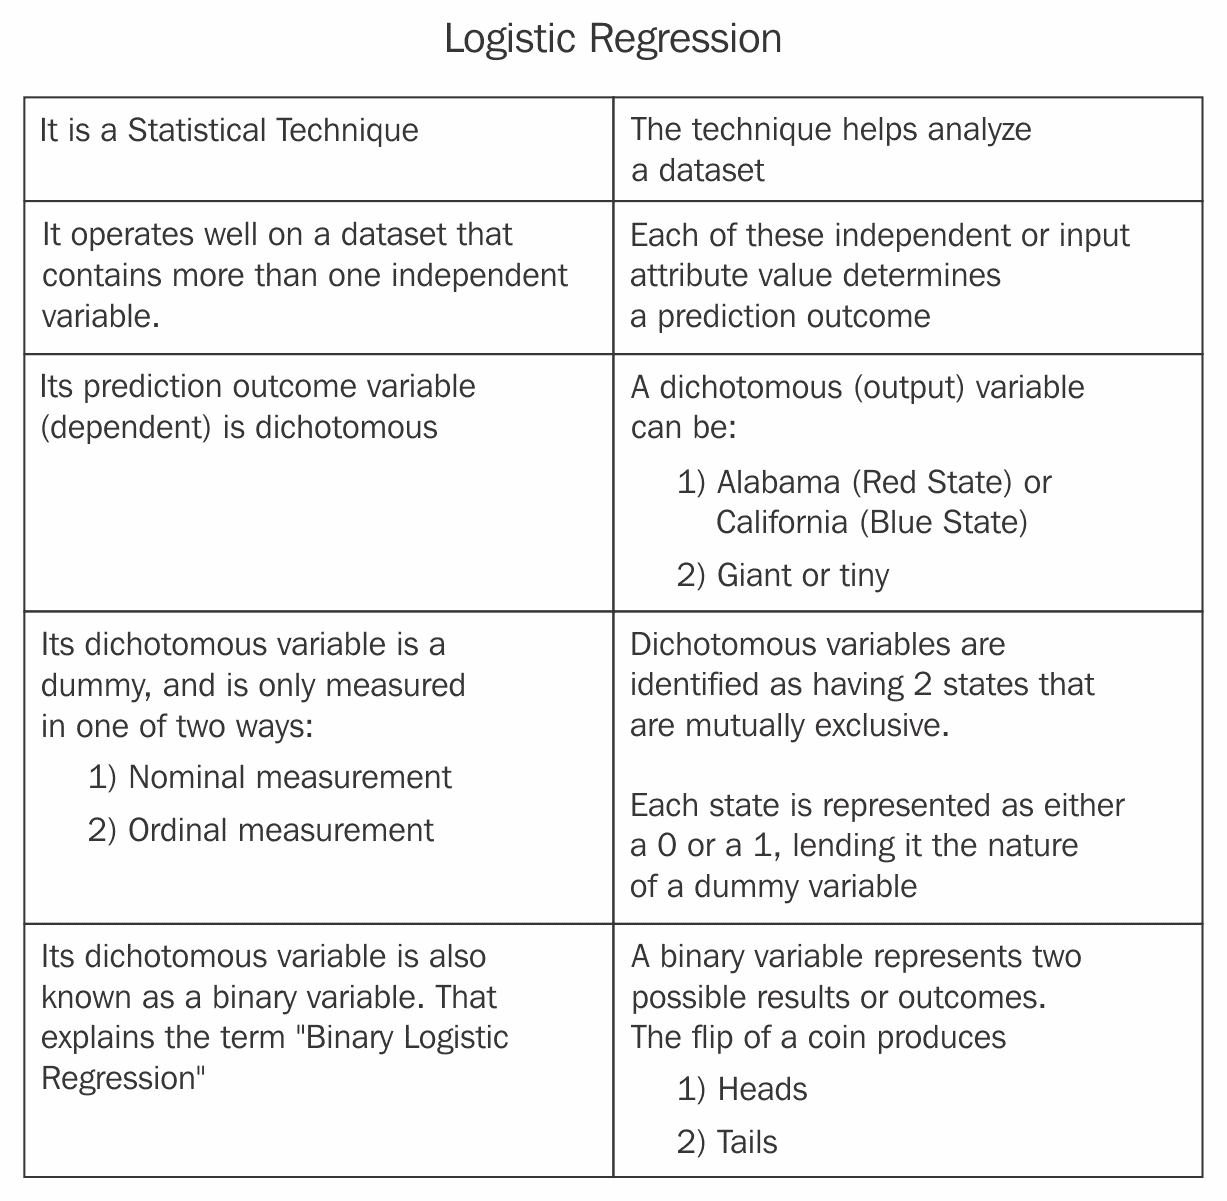 Logistic Regression
It is a Statistical Technique
The technique helps analyze
a dataset
It operates well on a dataset that
contains more than one independent
variable.
Each of these independent or input
attribute value determines
a prediction outcome
Its prediction outcome variable
(dependent) is dichotomous
A dichotomous (output) variable
can be:
1) Alabama (Red State) or
California (Blue State)
2) Giant or tiny
Its dichotomous variable is a
dummy, and is only measured
in one of two ways:
1) Nominal measurement
2) Ordinal measurement
Dichotomous variables are
identified as having 2 states that
are mutually exclusive.
Each state is represented as either
a 0 or a 1, lending it the nature
of a dummy variable
Its dichotomous variable is also
known as a binary variable. That
explains the term "Binary Logistic
Regression"
A binary variable represents two
possible results or outcomes.
The flip of a coin produces
1) Heads
2) Tails